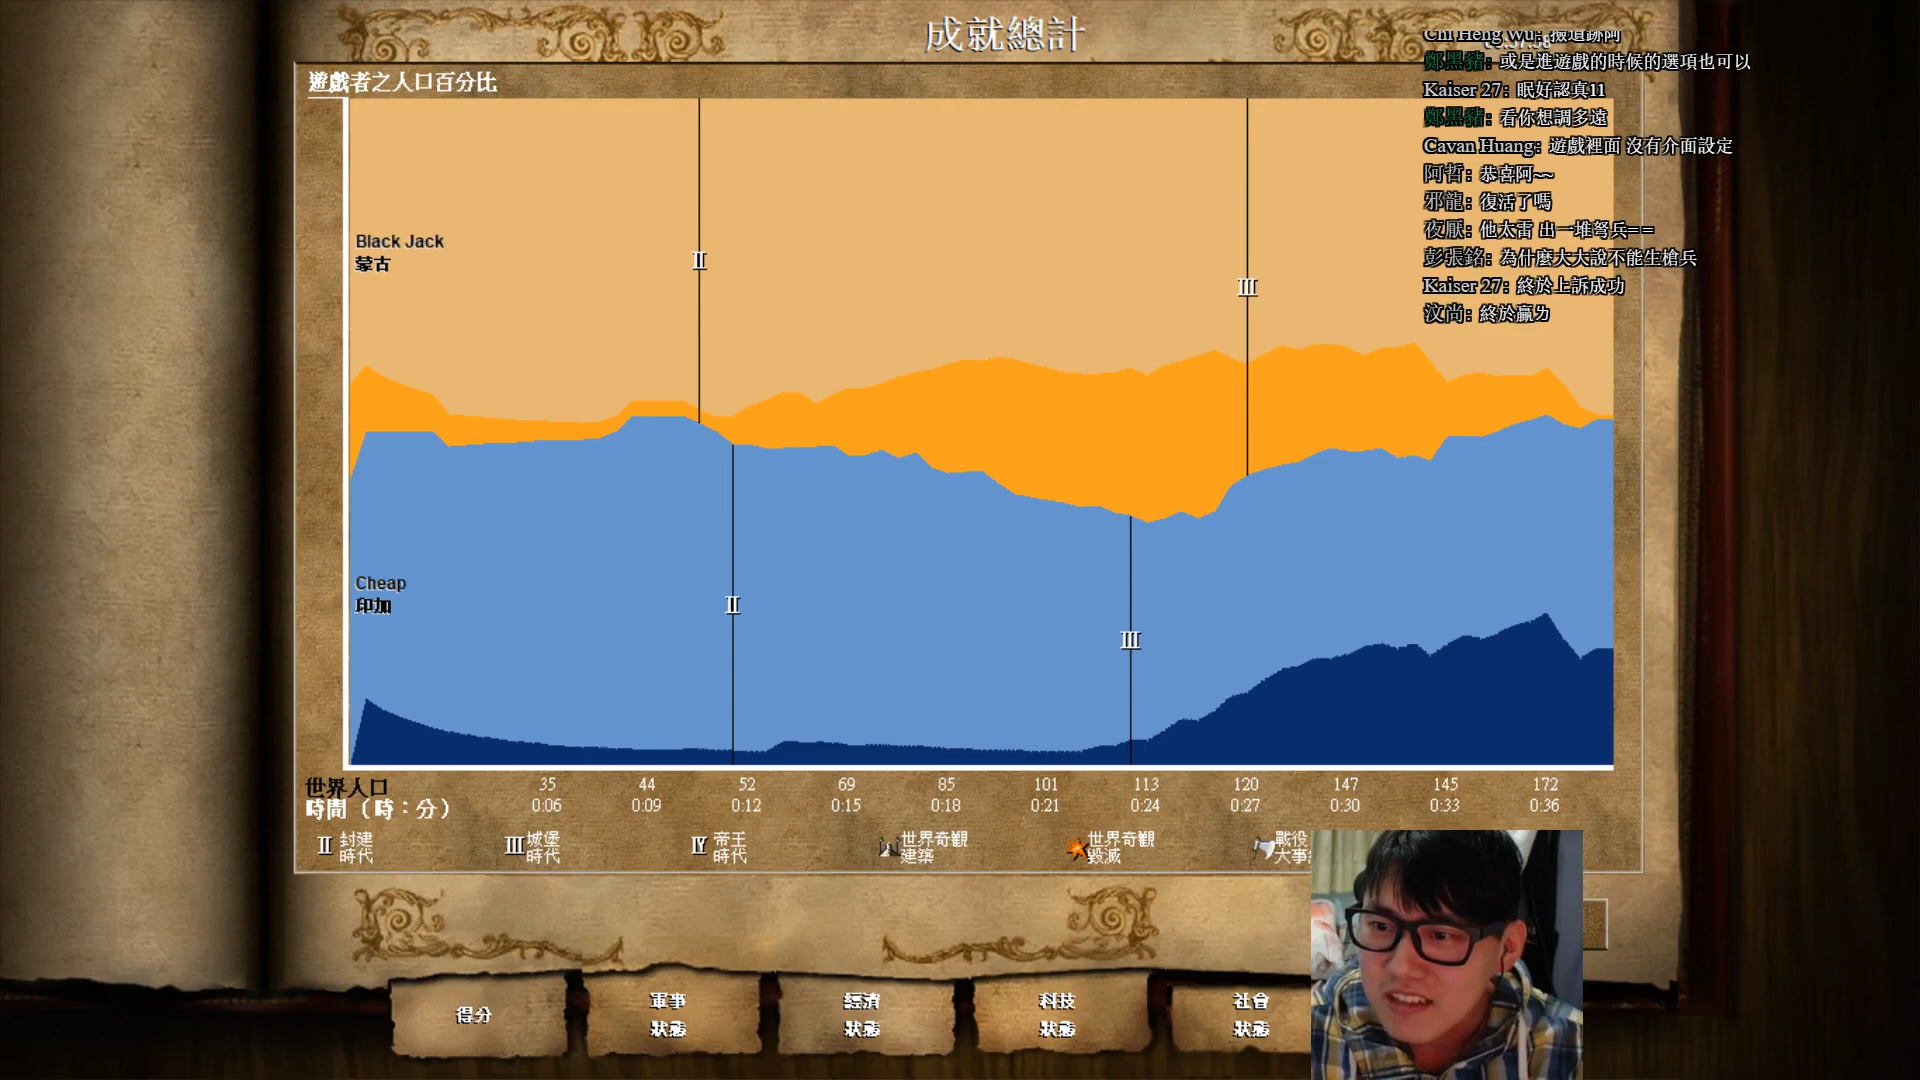 成就總計
遊戲者之人口百分比
Chi Heng Wu: 撿遺跡阿
鄭黑豬: 或是進遊戲的時候的選項也可以
Kaiser 27: 眠好認真11
鄭黑豬: 看你想調多遠
Cavan Huang: 遊戲裡面 沒有介面設定
阿哲: 恭喜阿~~
邪龍: 復活了嗎
夜厭: 他太雷 出一堆弩兵==
彭張銘: 為什麼大大說不能生槍兵
Kaiser 27: 終於上訴成功
汶尚: 終於贏ㄌ
Black Jack
蒙古
II
III
Cheap
印加
II
III
世界人口 35 44 52 69 85 101 113 120 147 145 172
時間（時：分） 0:06 0:09 0:12 0:15 0:18 0:21 0:24 0:27 0:30 0:33 0:36
II 封建時代
III 城堡時代
IV 帝王時代
世界奇觀建築
世界奇觀毀滅
戰役大事
得分
軍事狀態
經濟狀態
科技狀態
社會狀態